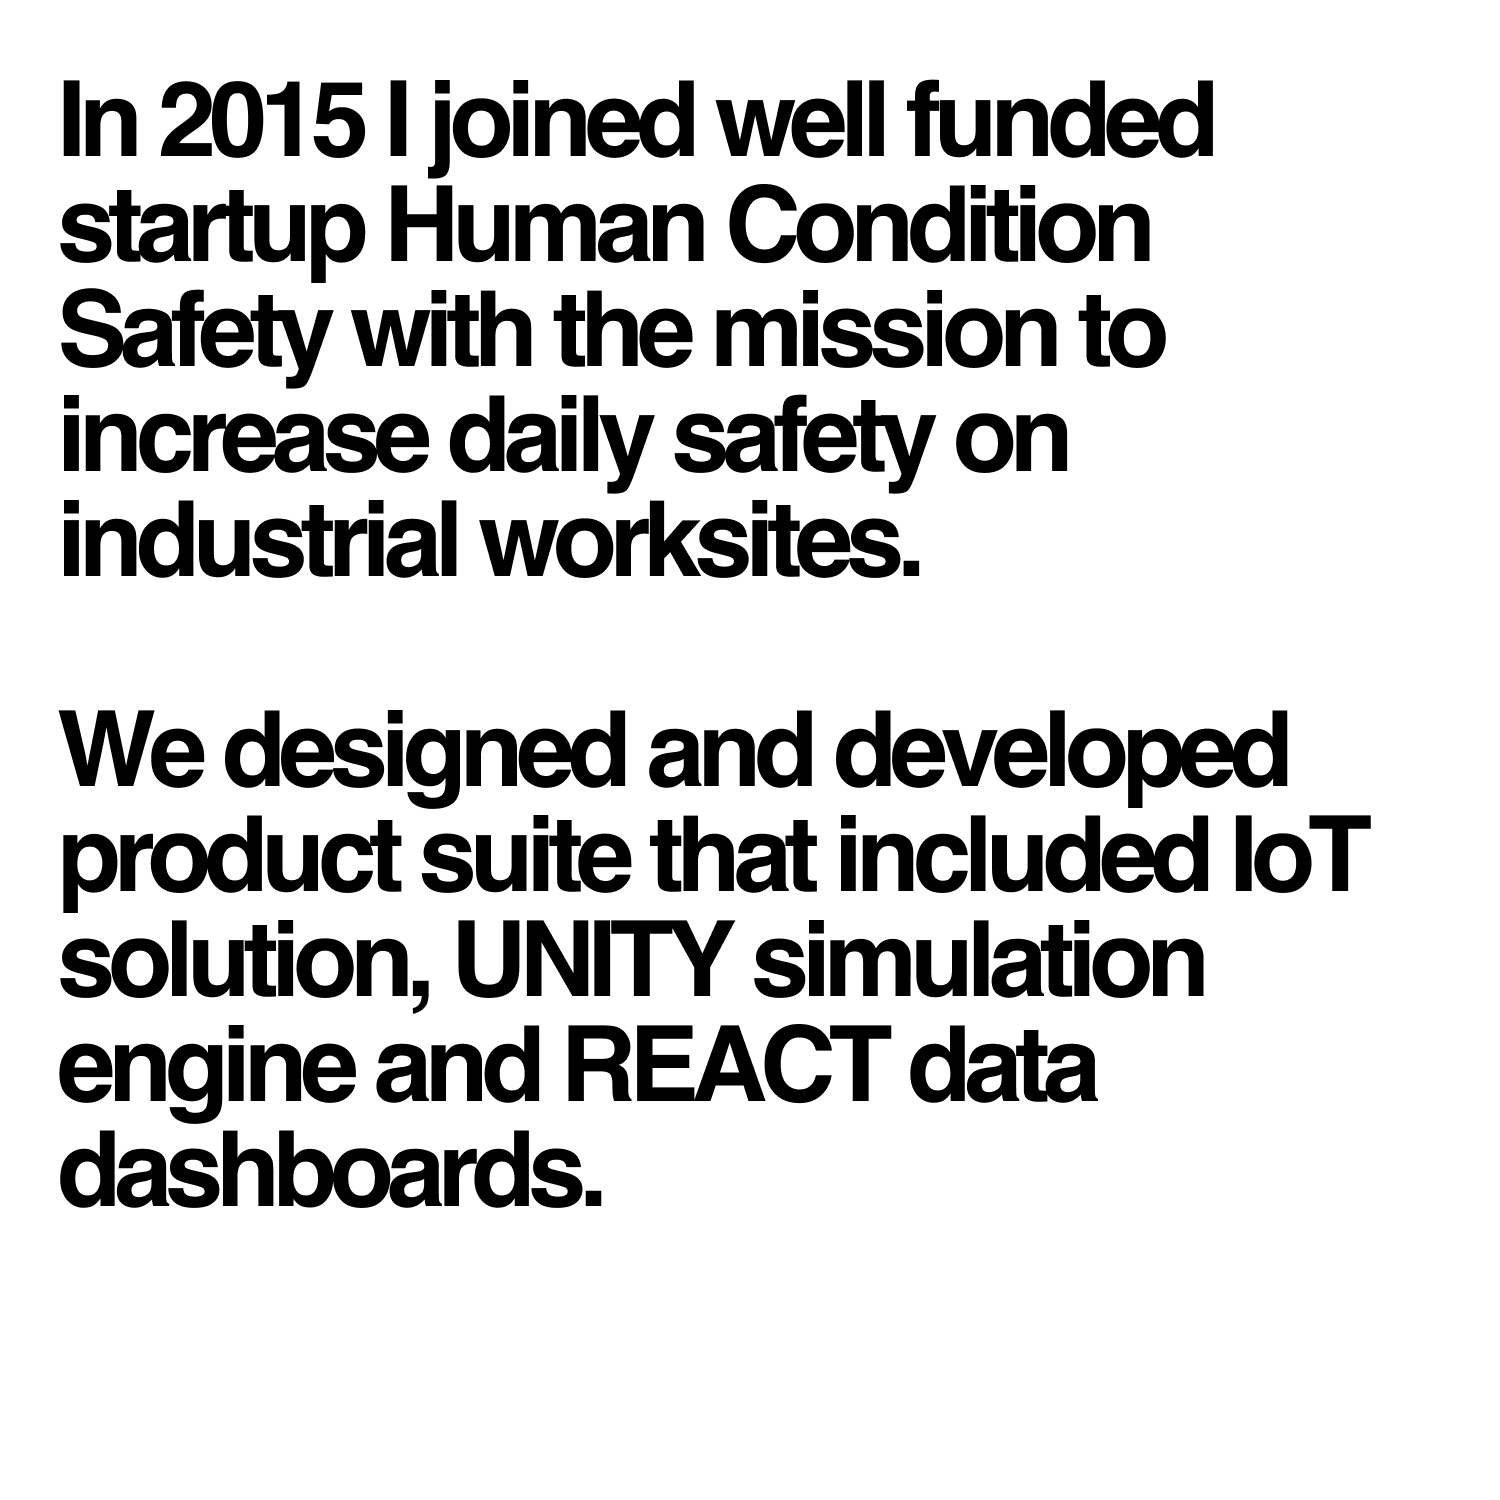 In 2015 I joined well funded
startup Human Condition
Safety with the mission to
increase daily safety on
industrial worksites.
We designed and developed
product suite that included IoT
solution, UNITY simulation
engine and REACT data
dashboards.